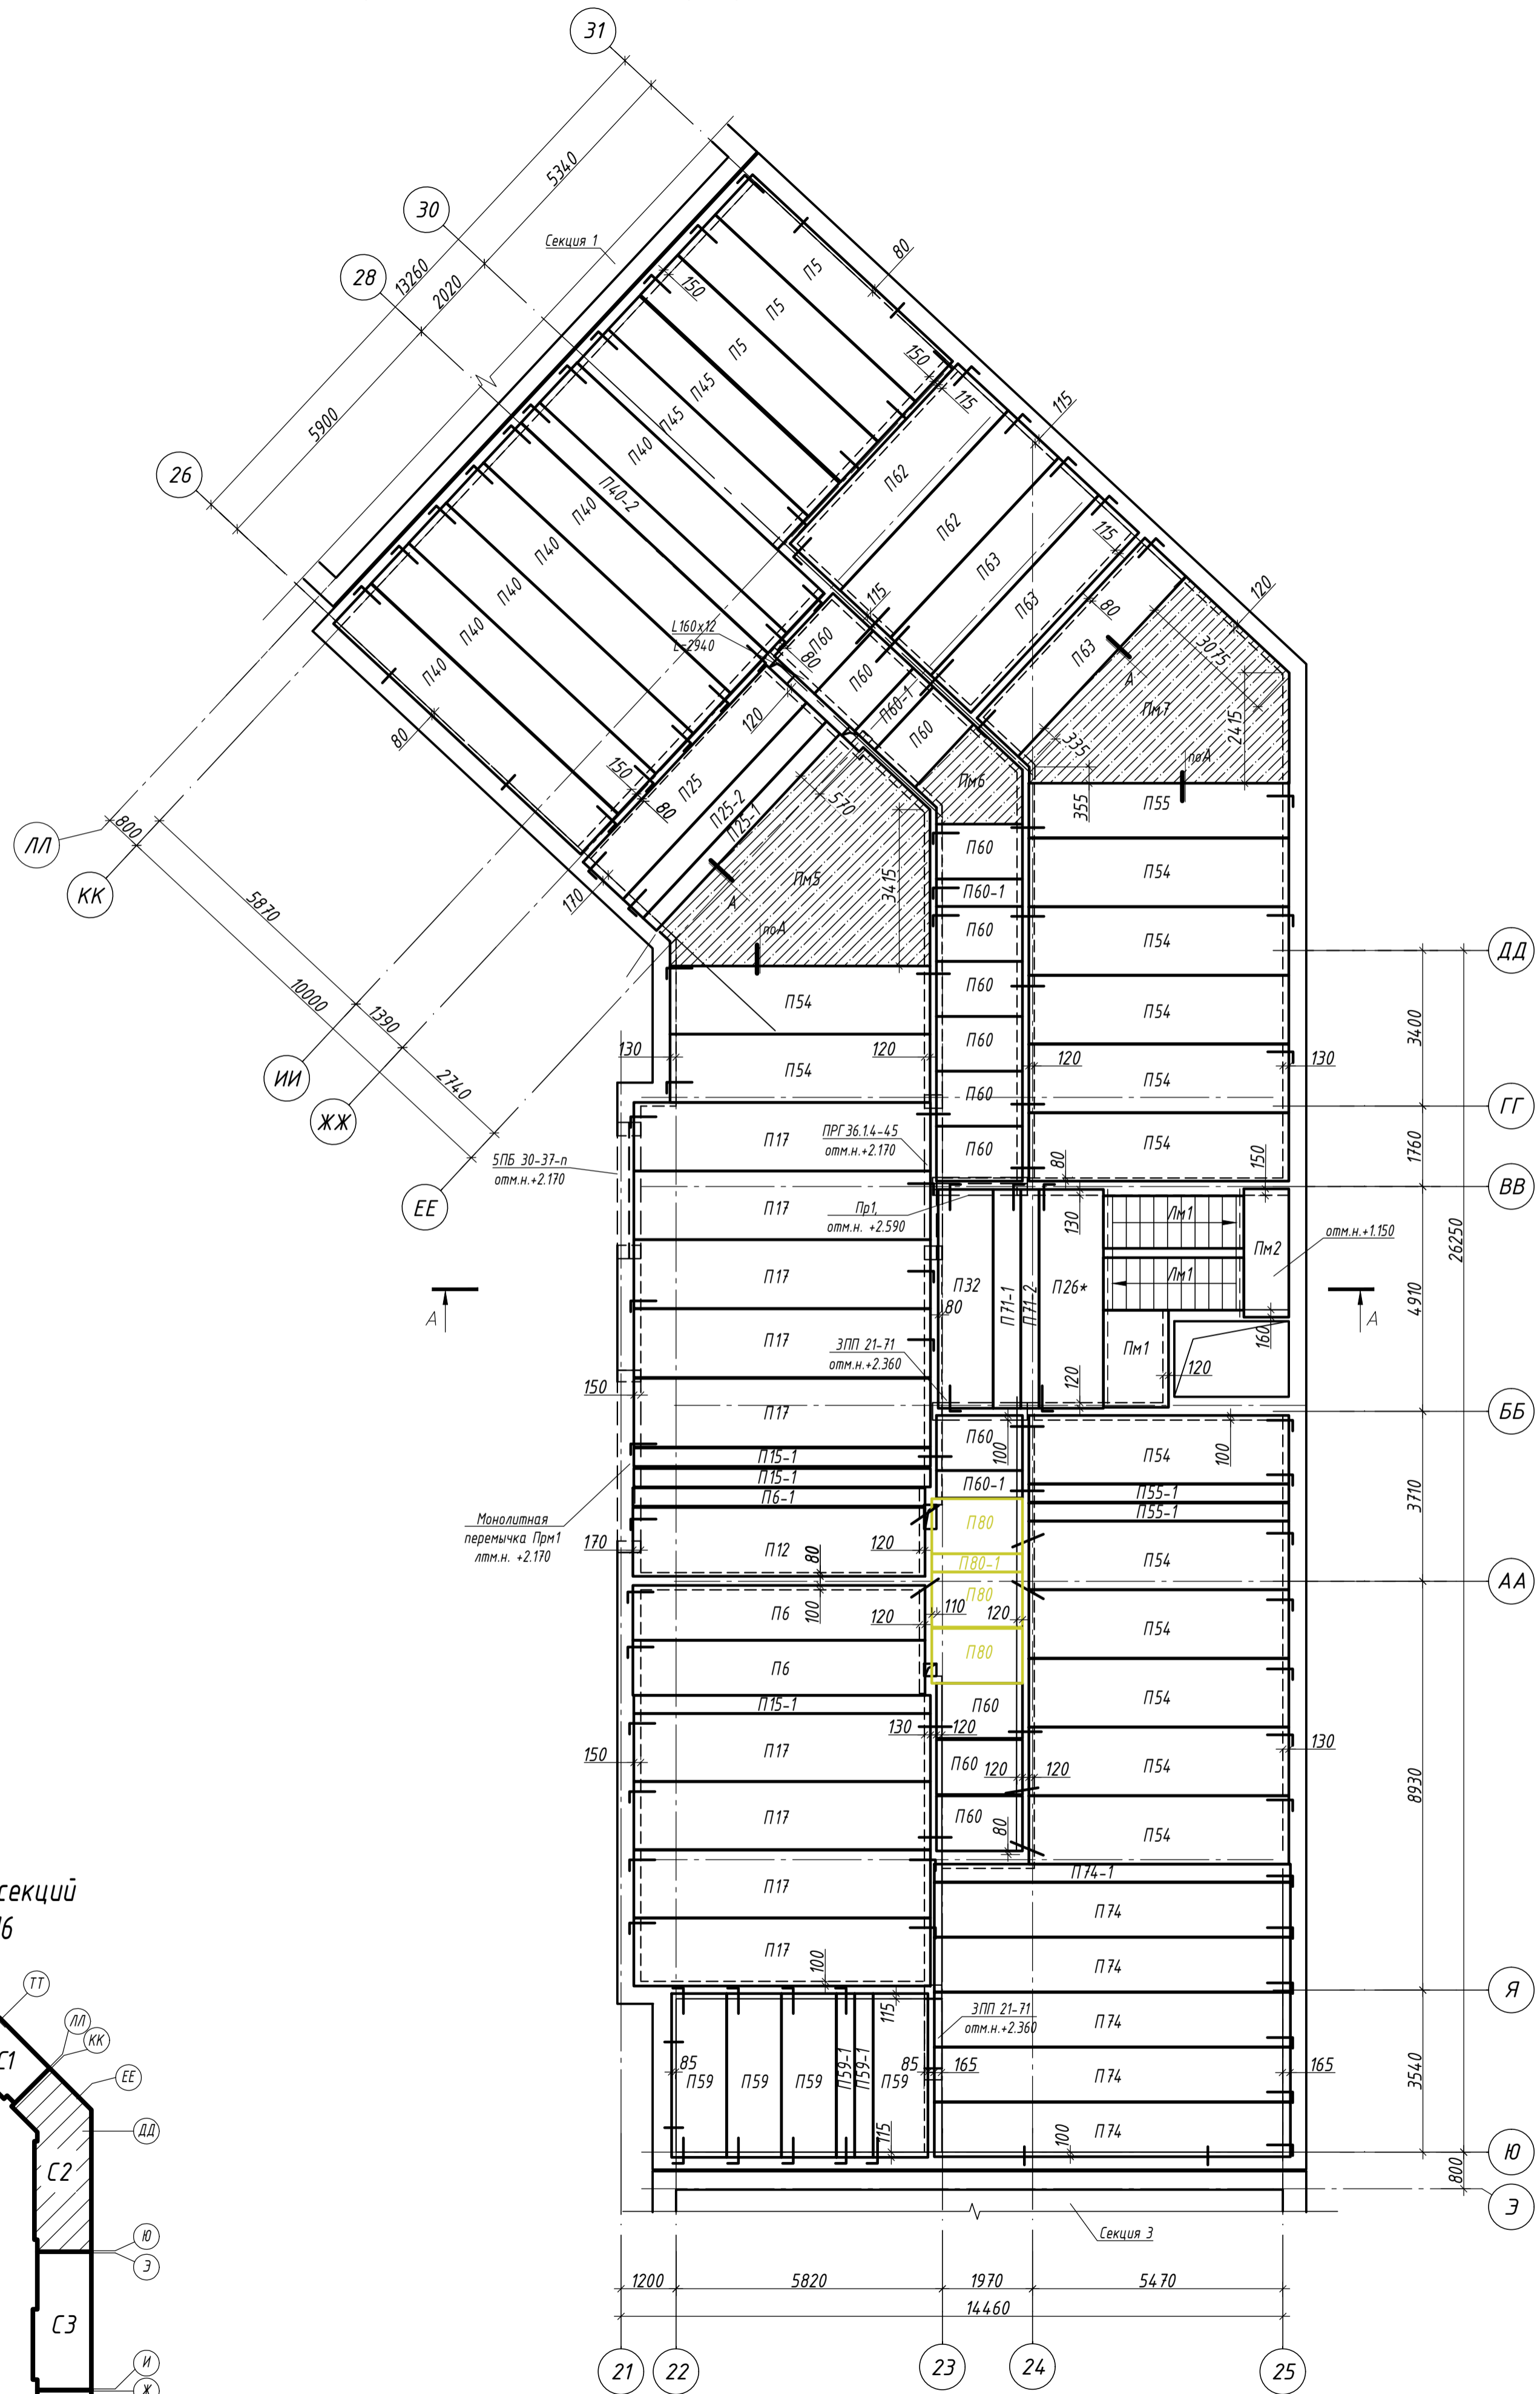 31
5340
30
Секция 1
80
13260
28
2020
150
П5
П5
П5
П45
П45
П40
П40-2
П40
П40
П40
П40
П40
5900
26
150
115
115
П62
П62
П63
П63
П63
115
80
120
3075
А
Пм7
2415
335
355
поА
L160x12
L=2940
115
П60
80
П60
П60-1
П60
120
Пм6
80
150
80
П25
П25-2
П25-1
570
Пм5
3415
А
170
поА
ЛЛ
800
КК
5870
10000
1390
ИИ
ЖЖ
2740
ЕЕ
П55
П60
П54
П60-1
П60
П54
ДД
П54
П60
П54
3400
130
120
П60
120
П54
130
П54
П60
ГГ
П17
ПРГ36.1.4-45
отм.н.+2.170
П60
П54
1760
5ПБ 30-37-п
отм.н.+2.170
80
150
ВВ
П17
Пр1,
отм.н. +2.590
130
Лм1
Пм2
отм.н.+1.150
26250
П17
П32
П71-1
П71-2
П26*
Лм1
4910
А
80
А
П17
3ПП 21-71
отм.н.+2.360
Пм1
160
120
150
120
П17
ББ
П60
100
П54
100
П15-1
П15-1
П6-1
П60-1
П55-1
П55-1
3710
Монолитная
перемычка Прм1
лтм.н. +2.170
170
П12
80
120
П80
П80-1
П54
АА
П6
100
120
П80
110
120
П54
П6
П80
П54
П15-1
П60
130
120
150
П17
П60
120
120
П54
130
8930
П17
П60
80
П54
П74-1
П17
П74
секций
П17
100
П74
Я
115
3ПП 21-71
отм.н.+2.360
П74
85
П59
П59
П59
П59-1
П59-1
П59
85
165
П74
165
3540
115
П74
100
Ю
800
Э
Секция 3
1200
5820
1970
5470
14460
21
22
23
24
25
ТТ
ЛЛ
КК
С1
ЕЕ
ДД
С2
Ю
Э
С3
И
Ж